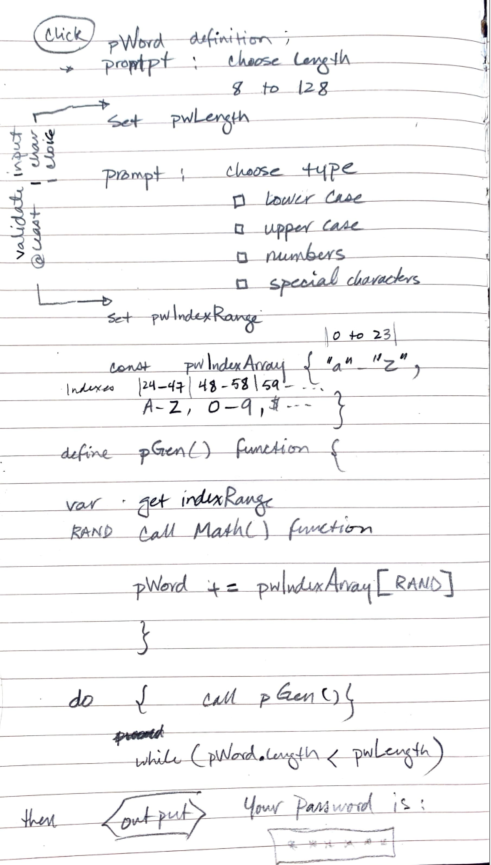 click pWord definition ;
prompt : choose length
8 to 128
set pwLength
validate input
@least 1 char
1 choice
prompt : choose type
□ lower case
□ upper case
□ numbers
□ special characters
set pwIndexRange
|0 to 23|
const pwIndexArray { "a" - "z",
Indexes |24-47| 48-58 | 59 - ...
A-Z, 0-9, $ --- }
define pGen() function {
var . get indexRange
RAND call Math() function
pWord += pwIndexArray[RAND]
}
do { call pGen() }
while (pWord.length < pwLength)
then <output> Your password is :
* * * * *